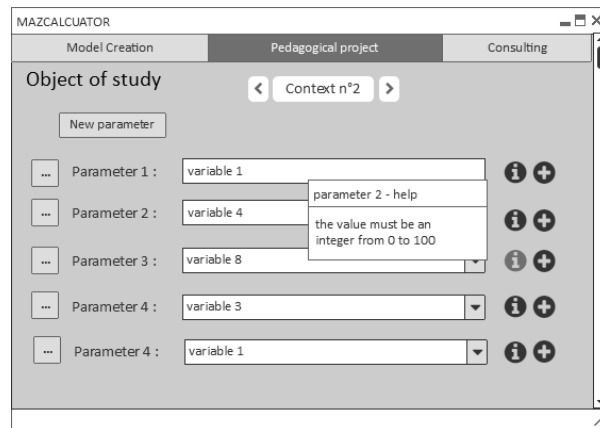 MAZCALCUATOR
Model Creation Pedagogical project Consulting
Object of study
< Context n°2 >
New parameter
... Parameter 1 : variable 1
parameter 2 - help
... Parameter 2 : variable 4
the value must be an
integer from 0 to 100
... Parameter 3 : variable 8
... Parameter 4 : variable 3
... Parameter 4 : variable 1